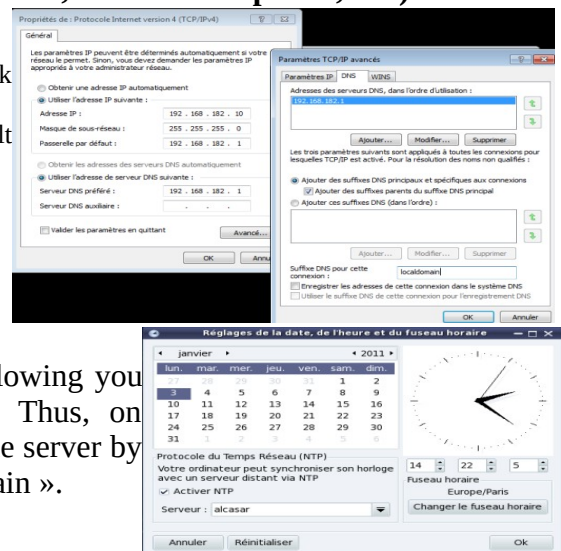 Propriétés de : Protocole Internet version 4 (TCP/IPv4)
Général
Les paramètres IP peuvent être déterminés automatiquement si votre
réseau le permet. Sinon, vous devez demander les paramètres IP
appropriés à votre administrateur réseau.
Obtenir une adresse IP automatiquement
Utiliser l'adresse IP suivante :
Adresse IP : 192 . 168 . 182 . 10
Masque de sous-réseau : 255 . 255 . 255 . 0
Passerelle par défaut : 192 . 168 . 182 . 1
Obtenir les adresses des serveurs DNS automatiquement
Utiliser l'adresse de serveur DNS suivante :
Serveur DNS préféré : 192 . 168 . 182 . 1
Serveur DNS auxiliaire : . . .
Valider les paramètres en quittant
Avancé...
OK Annu
k
lt
Paramètres TCP/IP avancés
Paramètres IP DNS WINS
Adresses des serveurs DNS, dans l'ordre d'utilisation :
192.168.182.1
Ajouter... Modifier... Supprimer
Les trois paramètres suivants sont appliqués à toutes les connexions pour
lesquelles TCP/IP est activé. Pour la résolution des noms non qualifiés :
Ajouter des suffixes DNS principaux et spécifiques aux connexions
Ajouter des suffixes parents du suffixe DNS principal
Ajouter ces suffixes DNS (dans l'ordre) :
Ajouter... Modifier... Supprimer
Suffixe DNS pour cette
connexion : localdomain
Enregistrer les adresses de cette connexion dans le système DNS
Utiliser le suffixe DNS de cette connexion pour l'enregistrement DNS
OK Annuler
lowing you
Thus, on
e server by
ain ».
Réglages de la date, de l'heure et du fuseau horaire
janvier 2011
lun. mar. mer. jeu. ven. sam. dim.
27 28 29 30 31 1 2
3 4 5 6 7 8 9
10 11 12 13 14 15 16
17 18 19 20 21 22 23
24 25 26 27 28 29 30
31 1 2 3 4 5 6
Protocole du Temps Réseau (NTP)
Votre ordinateur peut synchroniser son horloge
avec un serveur distant via NTP
Activer NTP
Serveur : alcasar
14 22 5
Fuseau horaire
Europe/Paris
Changer le fuseau horaire
Annuler Réinitialiser Ok